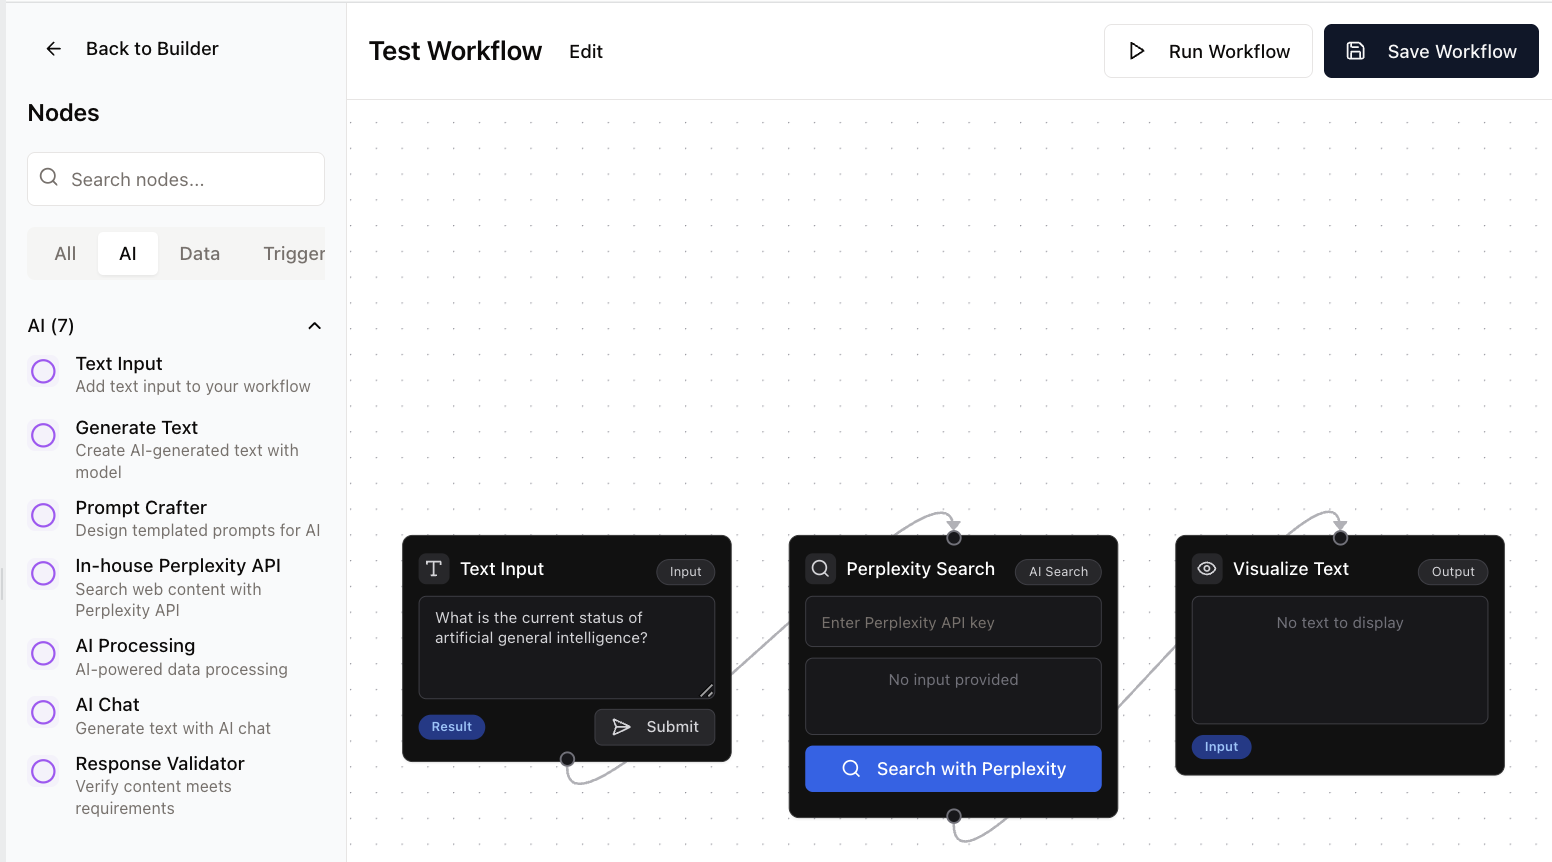 Back to Builder
Nodes
Search nodes...
All
AI
Data
Trigger
AI (7)
Text Input
Add text input to your workflow
Generate Text
Create AI-generated text with
model
Prompt Crafter
Design templated prompts for AI
In-house Perplexity API
Search web content with
Perplexity API
AI Processing
AI-powered data processing
AI Chat
Generate text with AI chat
Response Validator
Verify content meets
requirements
Test Workflow
Edit
Run Workflow
Save Workflow
Text Input
Input
What is the current status of
artificial general intelligence?
Result
Submit
Perplexity Search
AI Search
Enter Perplexity API key
No input provided
Search with Perplexity
Visualize Text
Output
No text to display
Input